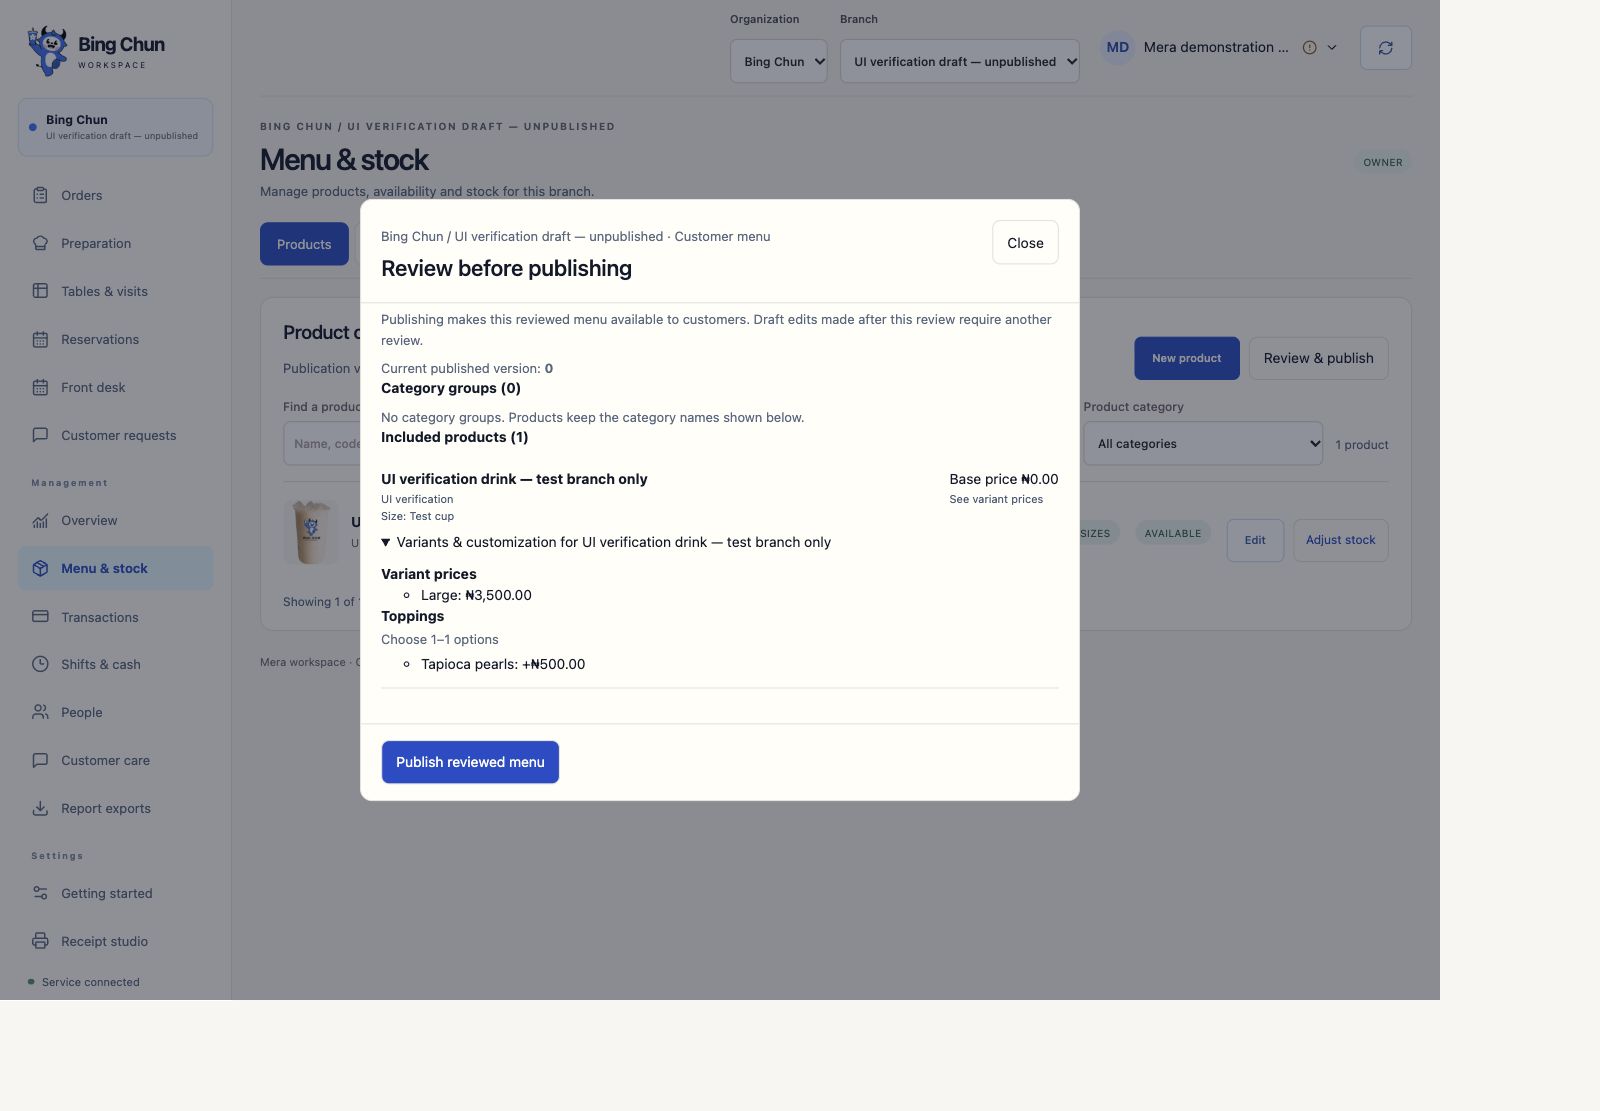 Bing Chun
WORKSPACE
Bing Chun
UI verification draft — unpublished
Orders
Preparation
Tables & visits
Reservations
Front desk
Customer requests
Management
Overview
Menu & stock
Transactions
Shifts & cash
People
Customer care
Report exports
Settings
Getting started
Receipt studio
Service connected
Organization
Branch
Bing Chun
UI verification draft — unpublished
MD
Mera demonstration ...
BING CHUN / UI VERIFICATION DRAFT — UNPUBLISHED
Menu & stock
OWNER
Manage products, availability and stock for this branch.
Products
Product
Publication
New product
Review & publish
Find a
Name,
Product category
All categories
1 product
SIZES
AVAILABLE
Edit
Adjust stock
Showing 1 of
Mera workspace ·
Bing Chun / UI verification draft — unpublished · Customer menu
Close
Review before publishing
Publishing makes this reviewed menu available to customers. Draft edits made after this review require another
review.
Current published version: 0
Category groups (0)
No category groups. Products keep the category names shown below.
Included products (1)
UI verification drink — test branch only
Base price ₦0.00
UI verification
See variant prices
Size: Test cup
▼ Variants & customization for UI verification drink — test branch only
Variant prices
Large: ₦3,500.00
Toppings
Choose 1–1 options
Tapioca pearls: +₦500.00
Publish reviewed menu